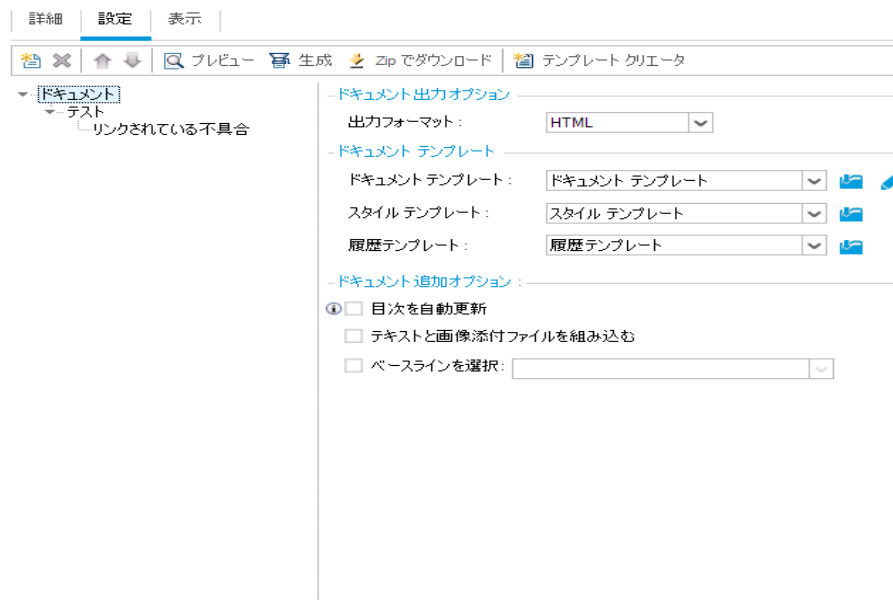 詳細 設定 表示
プレビュー 生成 Zip でダウンロード テンプレート クリエータ
ドキュメント
テスト
リンクされている不具合
ドキュメント出力オプション
出力フォーマット: HTML
ドキュメント テンプレート
ドキュメント テンプレート: ドキュメント テンプレート
スタイル テンプレート: スタイル テンプレート
履歴テンプレート: 履歴テンプレート
ドキュメント追加オプション:
目次を自動更新
テキストと画像添付ファイルを組み込む
ベースラインを選択: